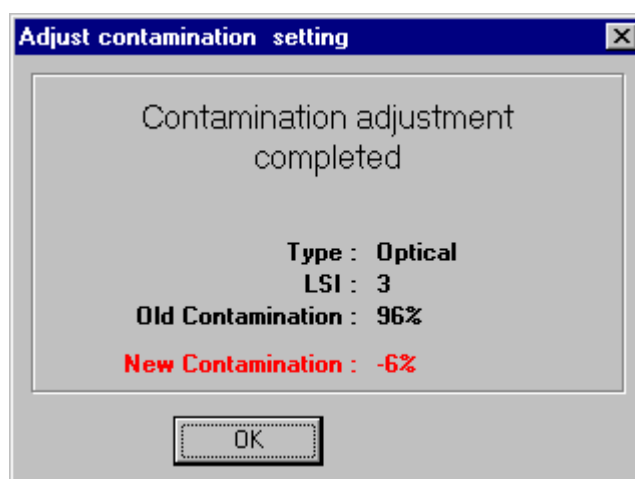 Adjust contamination  setting
Contamination adjustment
completed
Type : Optical
LSI : 3
Old Contamination : 96%
New Contamination : -6%
OK